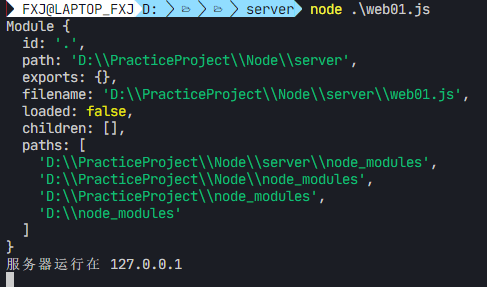 FXJ@LAPTOP_FXJ D: server node .\web01.js
Module {
  id: '.',
  path: 'D:\\PracticeProject\\Node\\server',
  exports: {},
  filename: 'D:\\PracticeProject\\Node\\server\\web01.js',
  loaded: false,
  children: [],
  paths: [
    'D:\\PracticeProject\\Node\\server\\node_modules',
    'D:\\PracticeProject\\Node\\node_modules',
    'D:\\PracticeProject\\node_modules',
    'D:\\node_modules'
  ]
}
服务器运行在 127.0.0.1